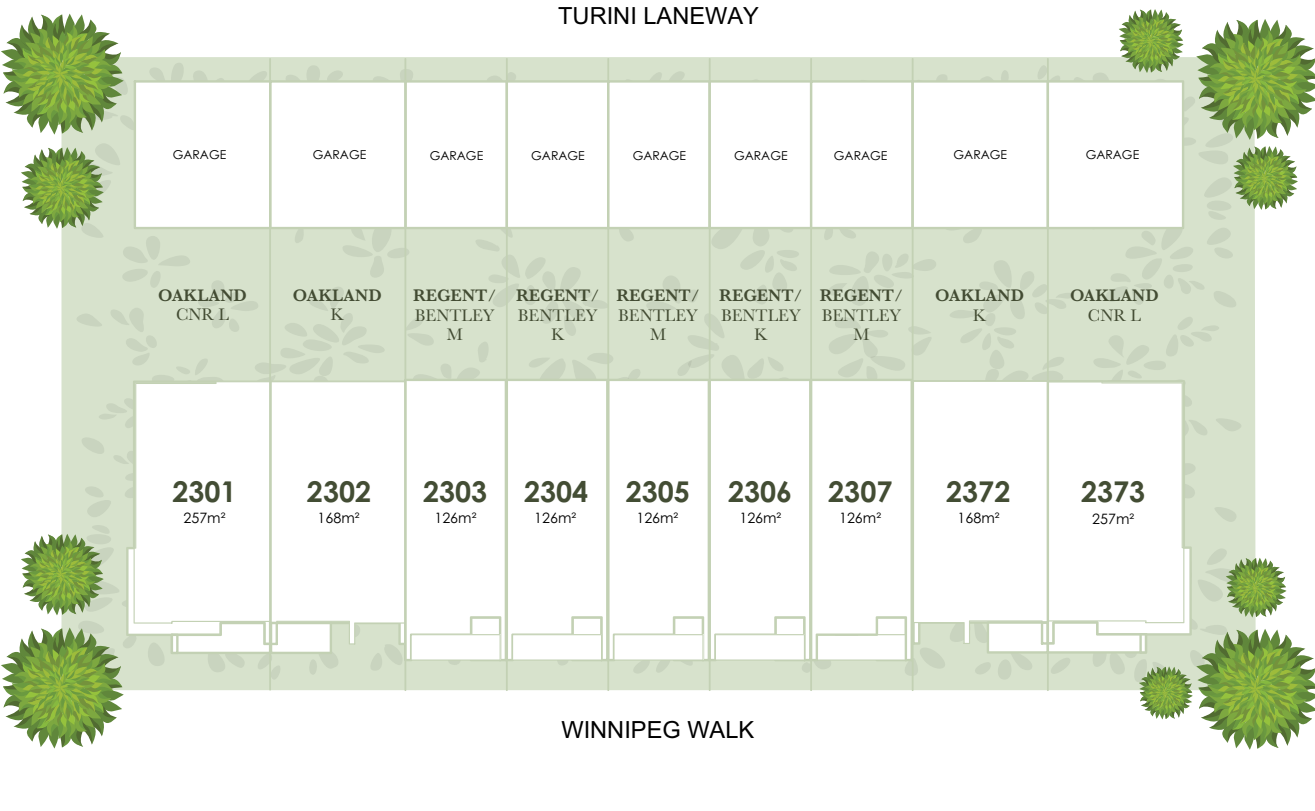 TURINI LANEWAY
GARAGE GARAGE GARAGE GARAGE GARAGE GARAGE GARAGE GARAGE GARAGE
OAKLAND
CNR L
OAKLAND
K
REGENT/
BENTLEY
M
REGENT/
BENTLEY
K
REGENT/
BENTLEY
M
REGENT/
BENTLEY
K
REGENT/
BENTLEY
M
OAKLAND
K
OAKLAND
CNR L
2301
257m²
2302
168m²
2303
126m²
2304
126m²
2305
126m²
2306
126m²
2307
126m²
2372
168m²
2373
257m²
WINNIPEG WALK